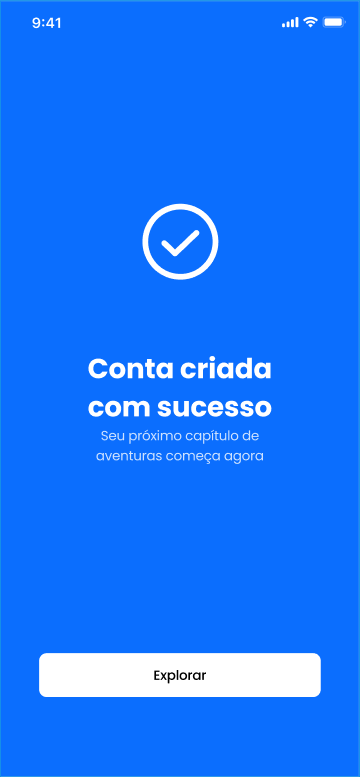 9:41
Conta criada
com sucesso
Seu próximo capítulo de
aventuras começa agora
Explorar